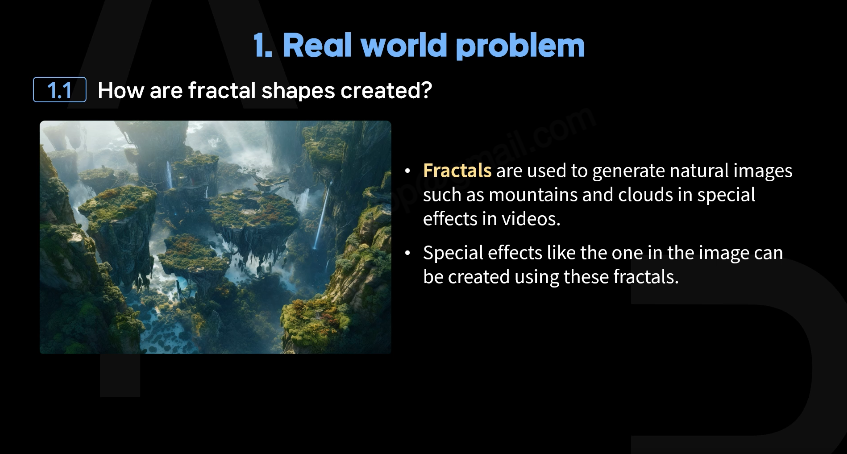 1. Real world problem
1.1 How are fractal shapes created?
• Fractals are used to generate natural images
such as mountains and clouds in special
effects in videos.
• Special effects like the one in the image can
be created using these fractals.